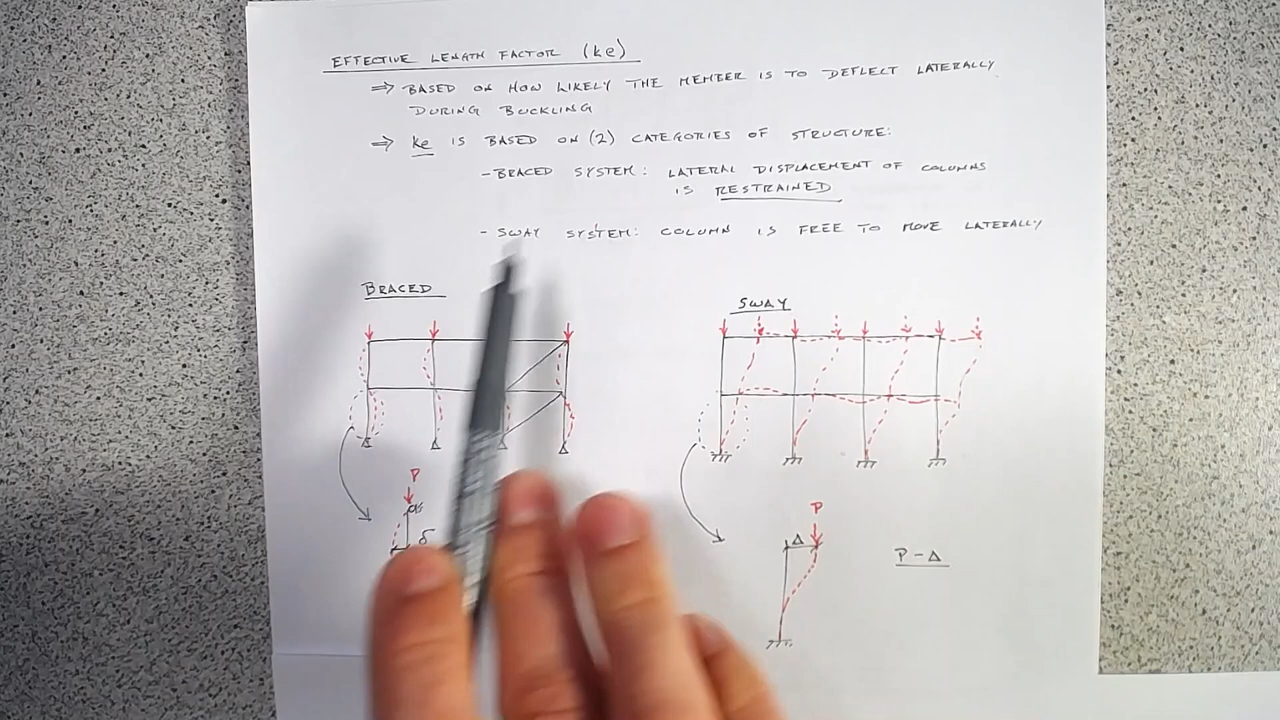 EFFECTIVE LENGTH FACTOR (ke)
⇒ BASED ON HOW LIKELY THE MEMBER IS TO DEFLECT LATERALLY
DURING BUCKLING
⇒ ke IS BASED ON (2) CATEGORIES OF STRUCTURE:
- BRACED SYSTEM: LATERAL DISPLACEMENT OF COLUMNS
IS RESTRAINED
- SWAY SYSTEM: COLUMN IS FREE TO MOVE LATERALLY
BRACED
SWAY
P
δ
P
Δ
P - Δ